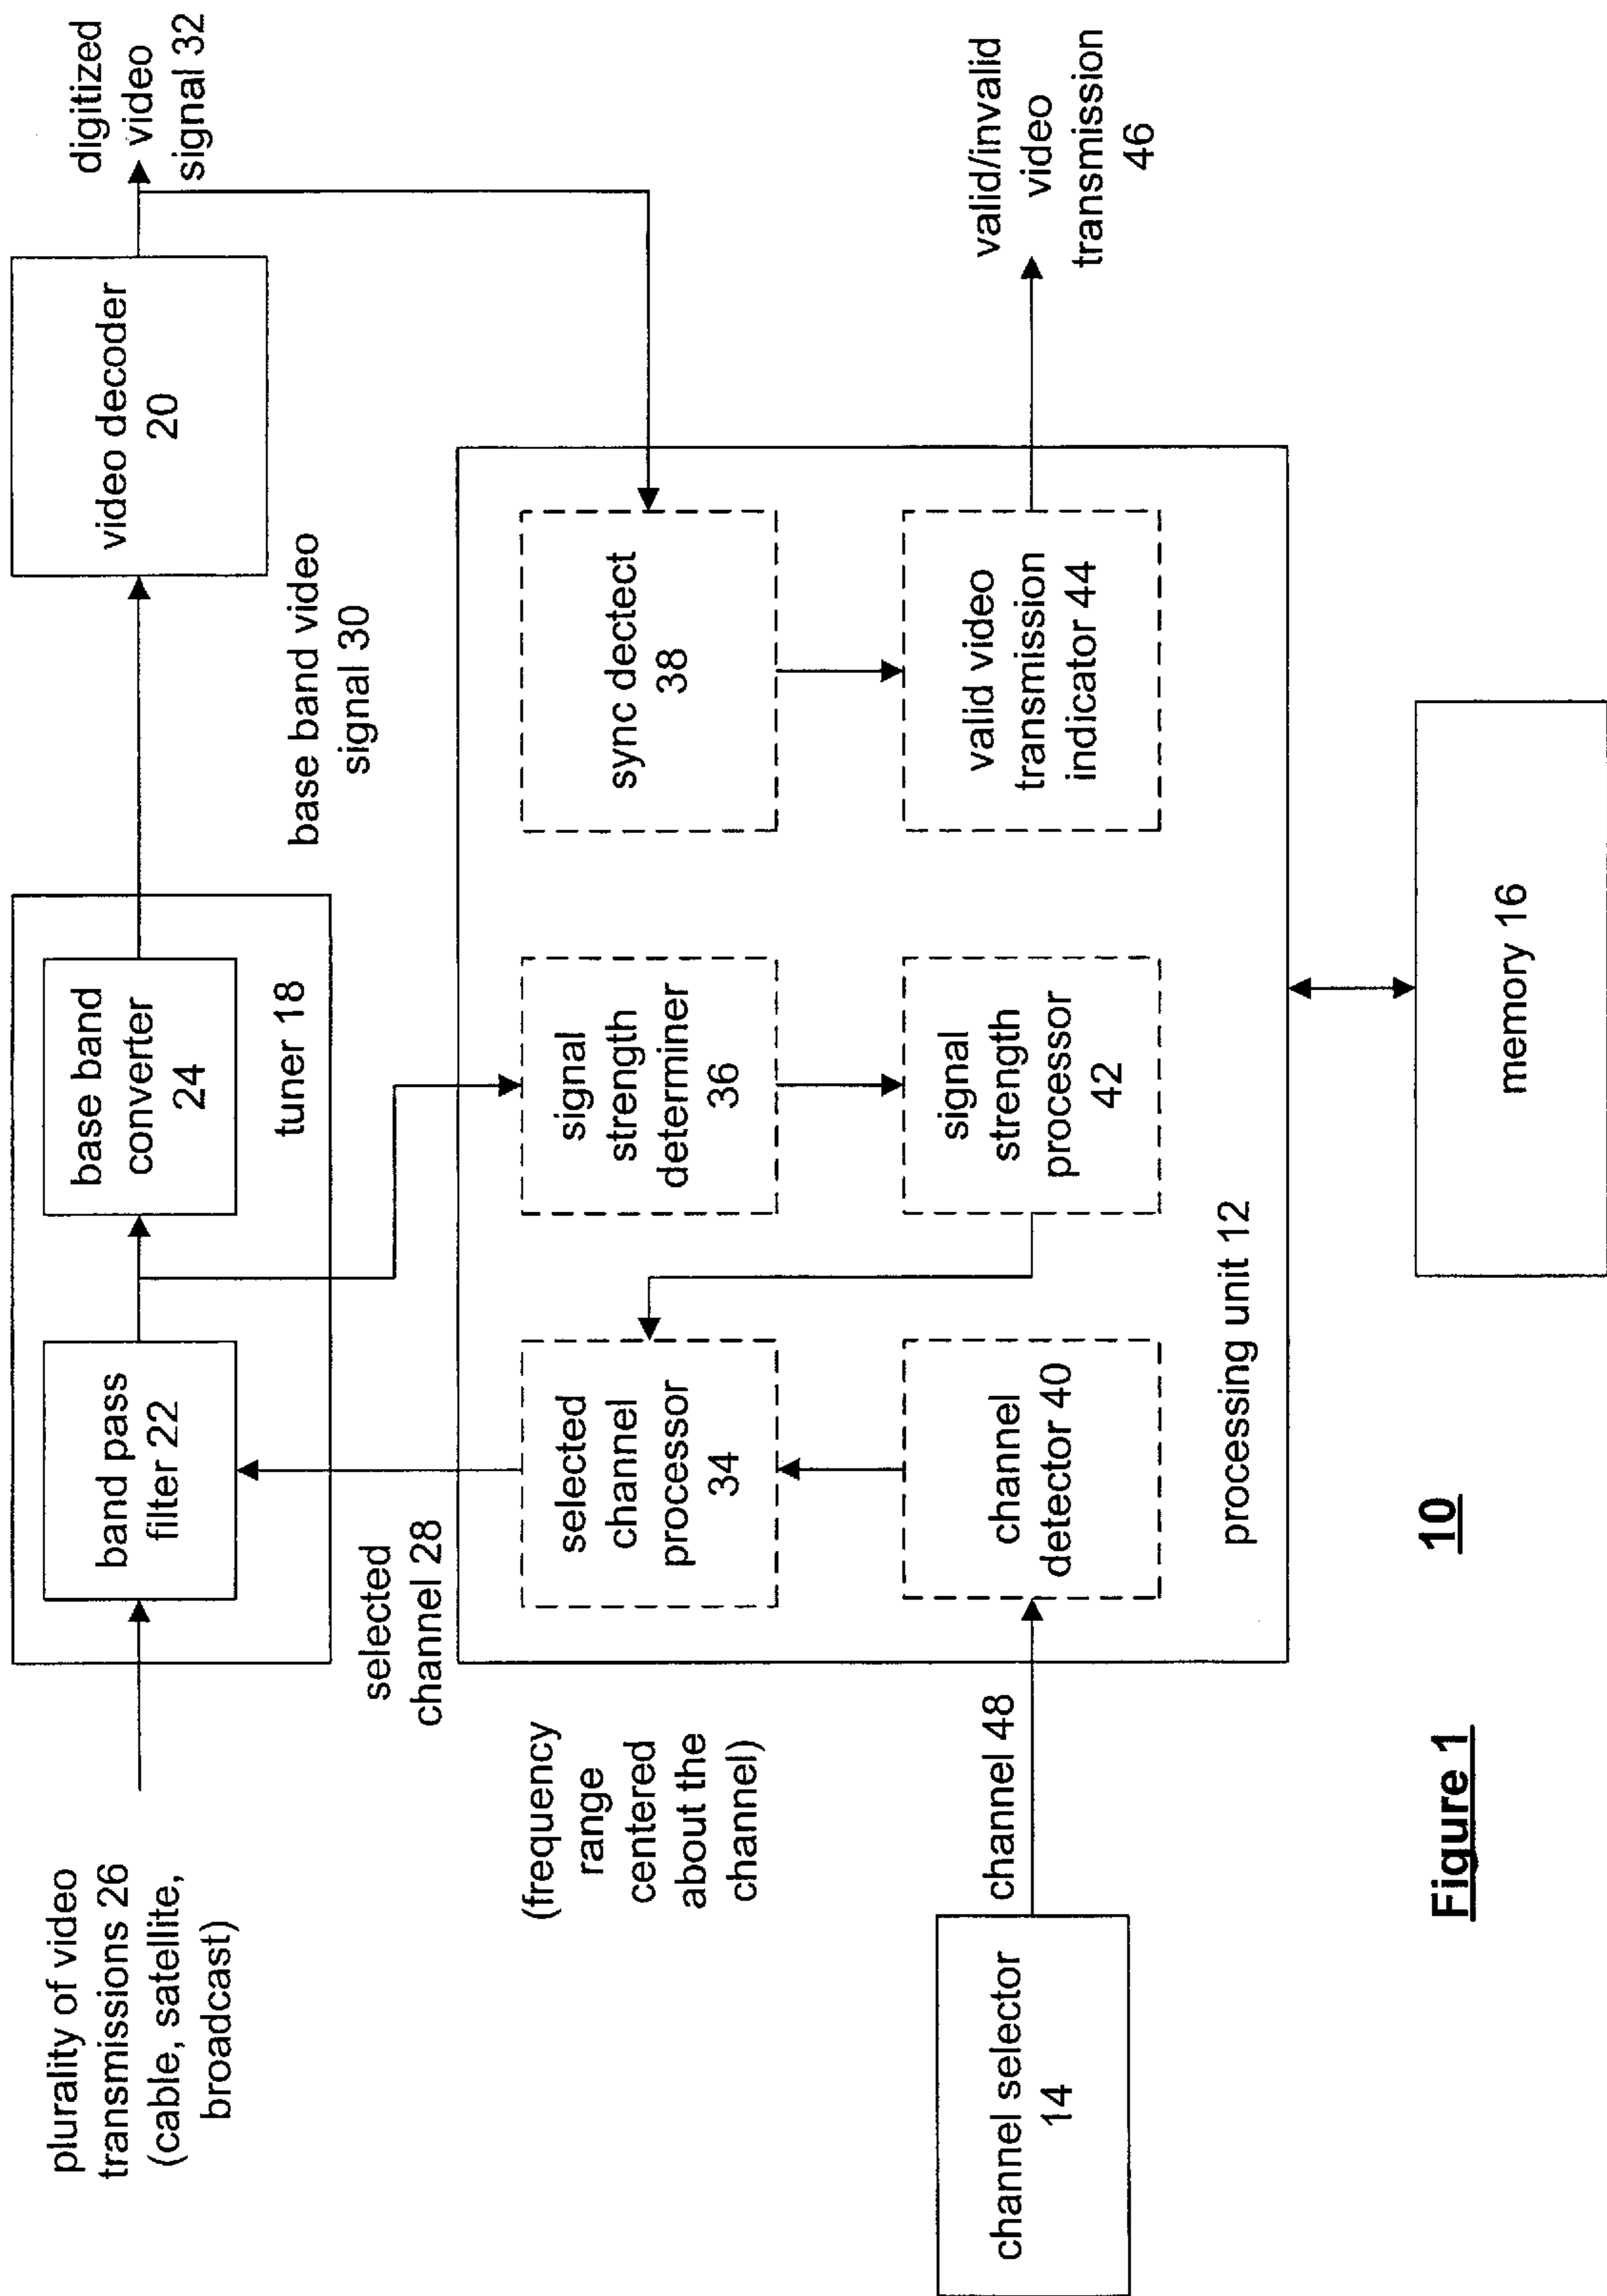 plurality of video
transmissions 26
(cable, satellite,
broadcast)
band pass
filter 22
base band
converter
24
tuner 18
base band video
signal 30
video decoder
20
digitized
video
signal 32
selected
channel 28
(frequency
range
centered
about the
channel)
selected
channel
processor
34
signal
strength
determiner
36
sync dectect
38
channel
detector 40
signal
strength
processor
42
valid video
transmission
indicator 44
valid/invalid
video
transmission
46
channel selector
14
channel 48
processing unit 12
memory 16
10
Figure 1